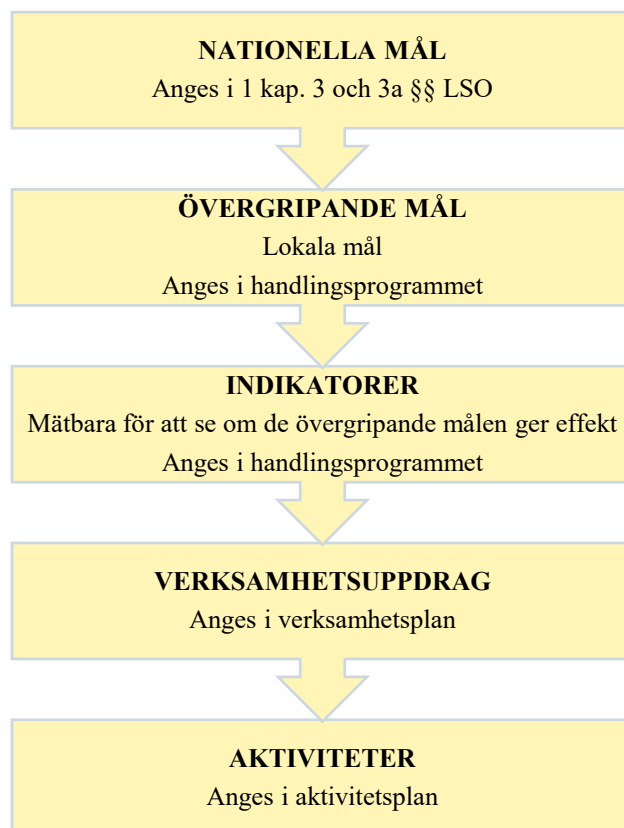 NATIONELLA MÅL
Anges i 1 kap. 3 och 3a §§ LSO
ÖVERGRIPANDE MÅL
Lokala mål
Anges i handlingsprogrammet
INDIKATORER
Mätbara för att se om de övergripande målen ger effekt
Anges i handlingsprogrammet
VERKSAMHETSUPPDRAG
Anges i verksamhetsplan
AKTIVITETER
Anges i aktivitetsplan